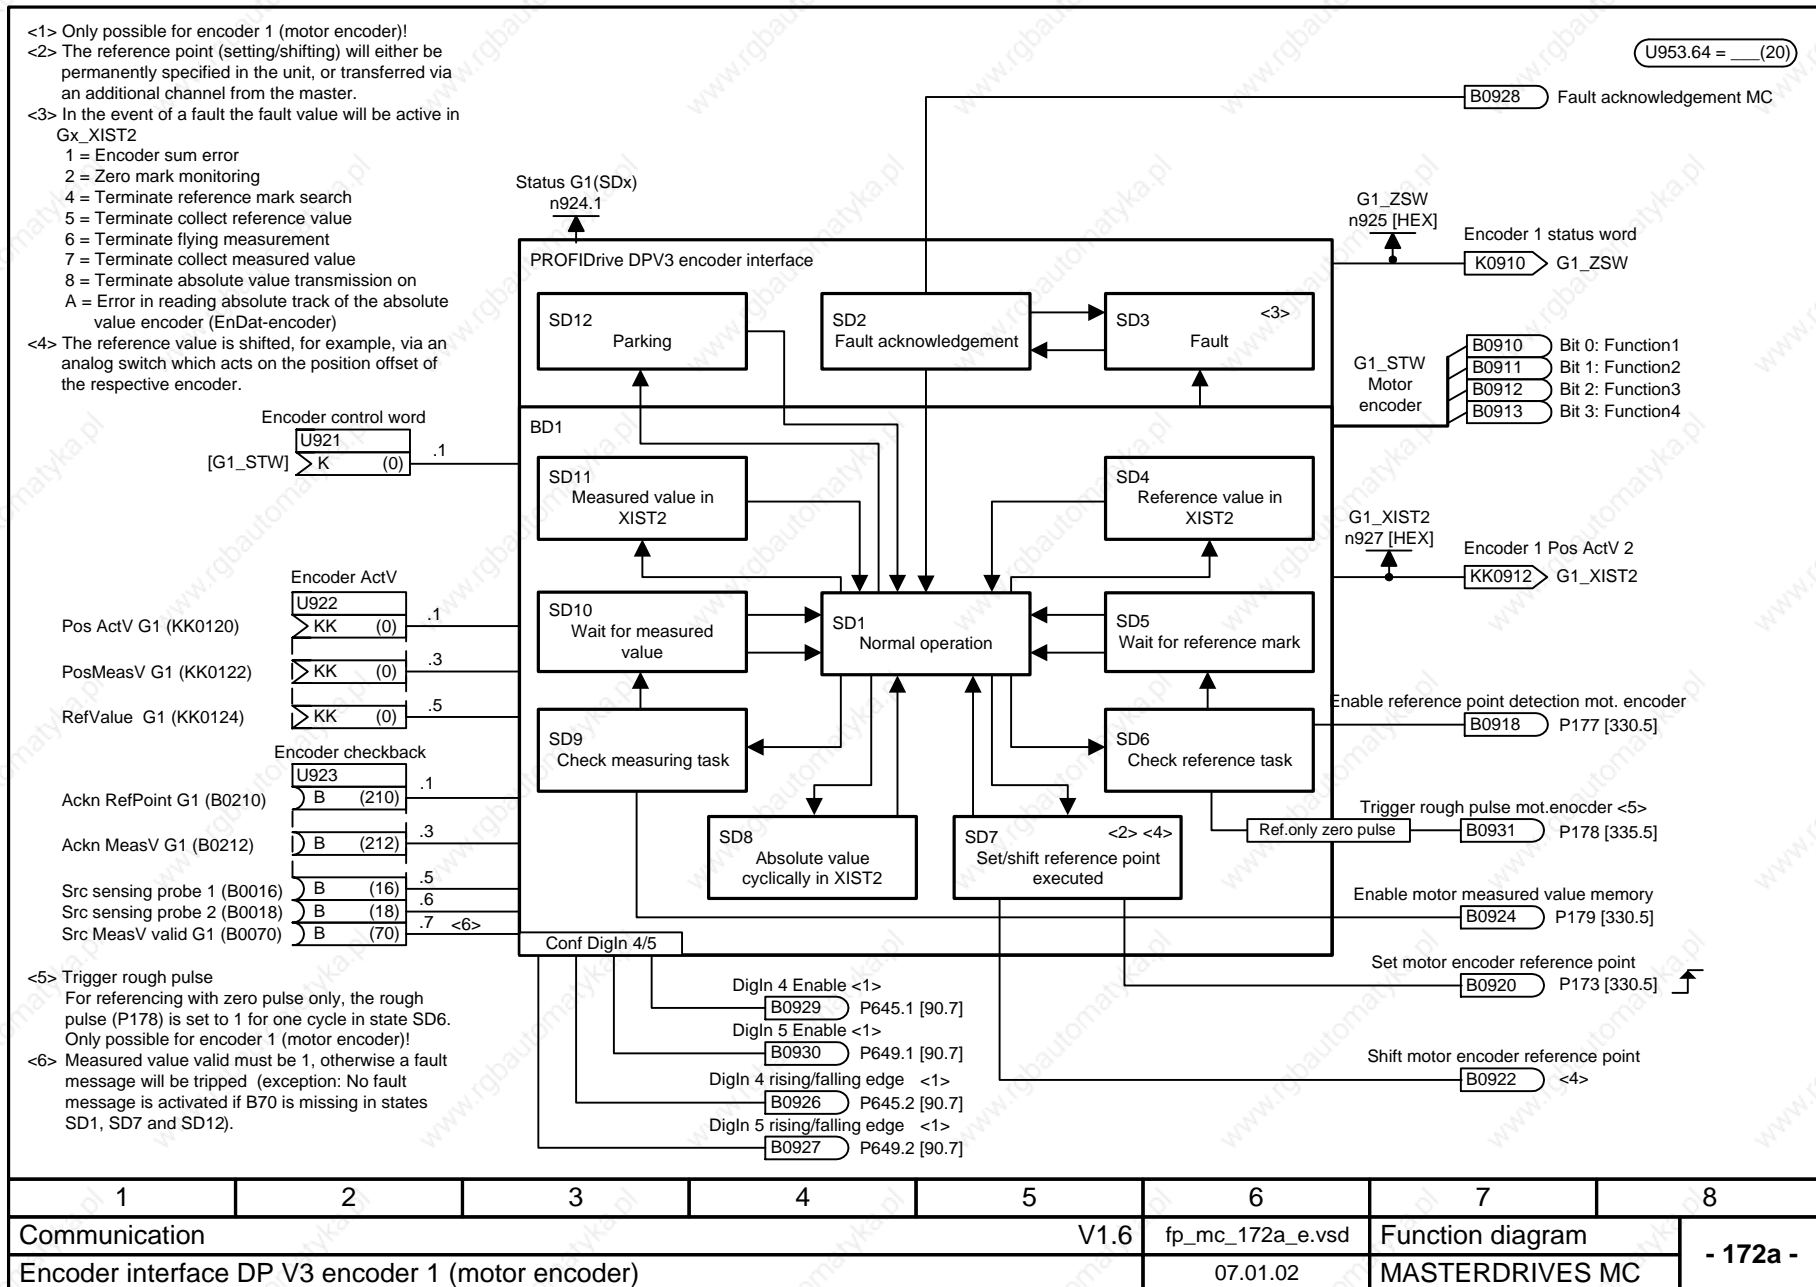 <1> Only possible for encoder 1 (motor encoder)!
<2> The reference point (setting/shifting) will either be
permanently specified in the unit, or transferred via
an additional channel from the master.
<3> In the event of a fault the fault value will be active in
Gx_XIST2
1 = Encoder sum error
2 = Zero mark monitoring
4 = Terminate reference mark search
5 = Terminate collect reference value
6 = Terminate flying measurement
7 = Terminate collect measured value
8 = Terminate absolute value transmission on
A = Error in reading absolute track of the absolute
value encoder (EnDat-encoder)
<4> The reference value is shifted, for example, via an
analog switch which acts on the position offset of
the respective encoder.
U953.64 = ___(20)
B0928 Fault acknowledgement MC
Status G1(SDx)
n924.1
G1_ZSW
n925 [HEX]
Encoder 1 status word
K0910 G1_ZSW
PROFIDrive DPV3 encoder interface
SD12
Parking
SD2
Fault acknowledgement
SD3 <3>
Fault
G1_STW
Motor
encoder
B0910 Bit 0: Function1
B0911 Bit 1: Function2
B0912 Bit 2: Function3
B0913 Bit 3: Function4
Encoder control word
U921
[G1_STW] K (0) .1
BD1
SD11
Measured value in
XIST2
SD4
Reference value in
XIST2
G1_XIST2
n927 [HEX]
Encoder 1 Pos ActV 2
KK0912 G1_XIST2
Encoder ActV
U922
Pos ActV G1 (KK0120) KK (0) .1
PosMeasV G1 (KK0122) KK (0) .3
RefValue G1 (KK0124) KK (0) .5
SD10
Wait for measured
value
SD1
Normal operation
SD5
Wait for reference mark
Enable reference point detection mot. encoder
B0918 P177 [330.5]
Encoder checkback
U923
Ackn RefPoint G1 (B0210) B (210) .1
Ackn MeasV G1 (B0212) B (212) .3
Src sensing probe 1 (B0016) B (16) .5
Src sensing probe 2 (B0018) B (18) .6
Src MeasV valid G1 (B0070) B (70) .7 <6>
SD9
Check measuring task
SD6
Check reference task
Trigger rough pulse mot.enocder <5>
Ref.only zero pulse B0931 P178 [335.5]
SD8
Absolute value
cyclically in XIST2
SD7 <2> <4>
Set/shift reference point
executed
Enable motor measured value memory
B0924 P179 [330.5]
Conf DigIn 4/5
Set motor encoder reference point
B0920 P173 [330.5]
<5> Trigger rough pulse
For referencing with zero pulse only, the rough
pulse (P178) is set to 1 for one cycle in state SD6.
Only possible for encoder 1 (motor encoder)!
<6> Measured value valid must be 1, otherwise a fault
message will be tripped (exception: No fault
message is activated if B70 is missing in states
SD1, SD7 and SD12).
DigIn 4 Enable <1>
B0929 P645.1 [90.7]
DigIn 5 Enable <1>
B0930 P649.1 [90.7]
DigIn 4 rising/falling edge <1>
B0926 P645.2 [90.7]
DigIn 5 rising/falling edge <1>
B0927 P649.2 [90.7]
Shift motor encoder reference point
B0922 <4>
1 2 3 4 5 6 7 8
Communication V1.6 fp_mc_172a_e.vsd Function diagram
- 172a -
Encoder interface DP V3 encoder 1 (motor encoder) 07.01.02 MASTERDRIVES MC
www.rgbautomatyka.pl